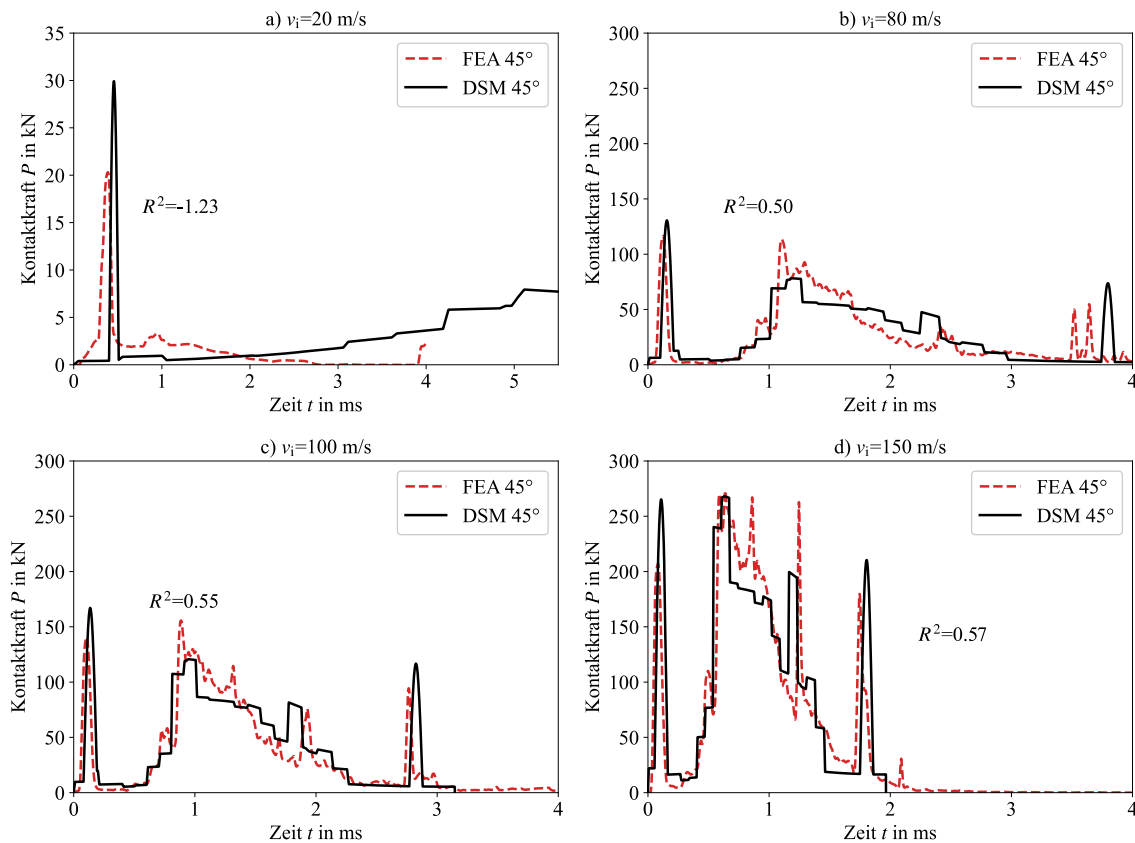 a) vᵢ=20 m/s
Kontaktkraft P in kN
35
30
25
20
15
10
5
0
FEA 45°
DSM 45°
R²=-1.23
0 1 2 3 4 5
Zeit t in ms
b) vᵢ=80 m/s
Kontaktkraft P in kN
300
250
200
150
100
50
0
FEA 45°
DSM 45°
R²=0.50
0 1 2 3 4
Zeit t in ms
c) vᵢ=100 m/s
Kontaktkraft P in kN
300
250
200
150
100
50
0
FEA 45°
DSM 45°
R²=0.55
0 1 2 3 4
Zeit t in ms
d) vᵢ=150 m/s
Kontaktkraft P in kN
300
250
200
150
100
50
0
FEA 45°
DSM 45°
R²=0.57
0 1 2 3 4
Zeit t in ms